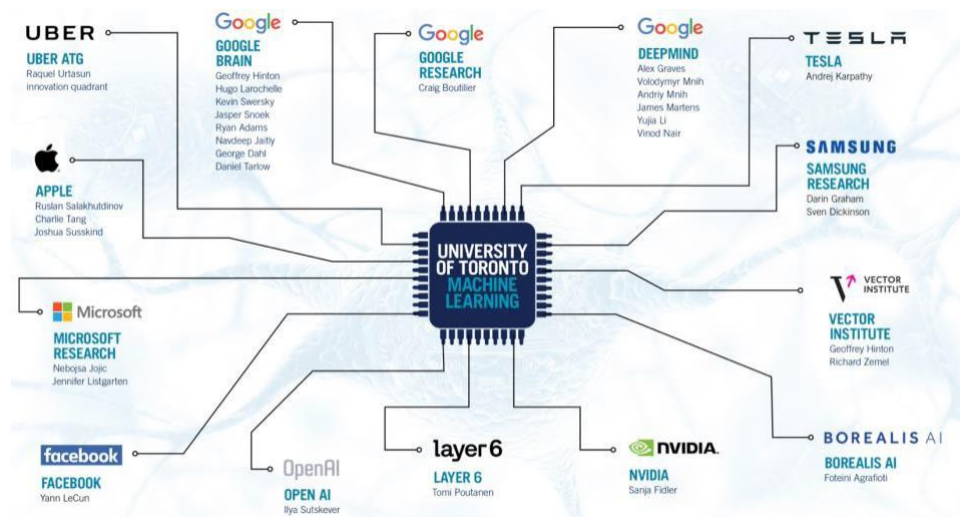 UBER
UBER ATG
Raquel Urtasun
innovation quadrant
Google
GOOGLE
BRAIN
Geoffrey Hinton
Hugo Larochelle
Kevin Swersky
Jasper Snoek
Ryan Adams
Navdeep Jaitly
George Dahl
Daniel Tarlow
Google
GOOGLE
RESEARCH
Craig Boutilier
Google
DEEPMIND
Alex Graves
Volodymyr Mnih
Andriy Mnih
James Martens
Yujia Li
Vinod Nair
TESLA
TESLA
Andrej Karpathy
APPLE
Ruslan Salakhutdinov
Charlie Tang
Joshua Susskind
SAMSUNG
SAMSUNG
RESEARCH
Darin Graham
Sven Dickinson
UNIVERSITY
OF TORONTO
MACHINE
LEARNING
Microsoft
MICROSOFT
RESEARCH
Nebojsa Jojic
Jennifer Listgarten
VECTOR
INSTITUTE
VECTOR
INSTITUTE
Geoffrey Hinton
Richard Zemel
facebook
FACEBOOK
Yann LeCun
OpenAI
OPEN AI
Ilya Sutskever
layer6
LAYER 6
Tomi Poutanen
NVIDIA.
NVIDIA
Sanja Fidler
BOREALIS AI
BOREALIS AI
Foteini Agrafioti